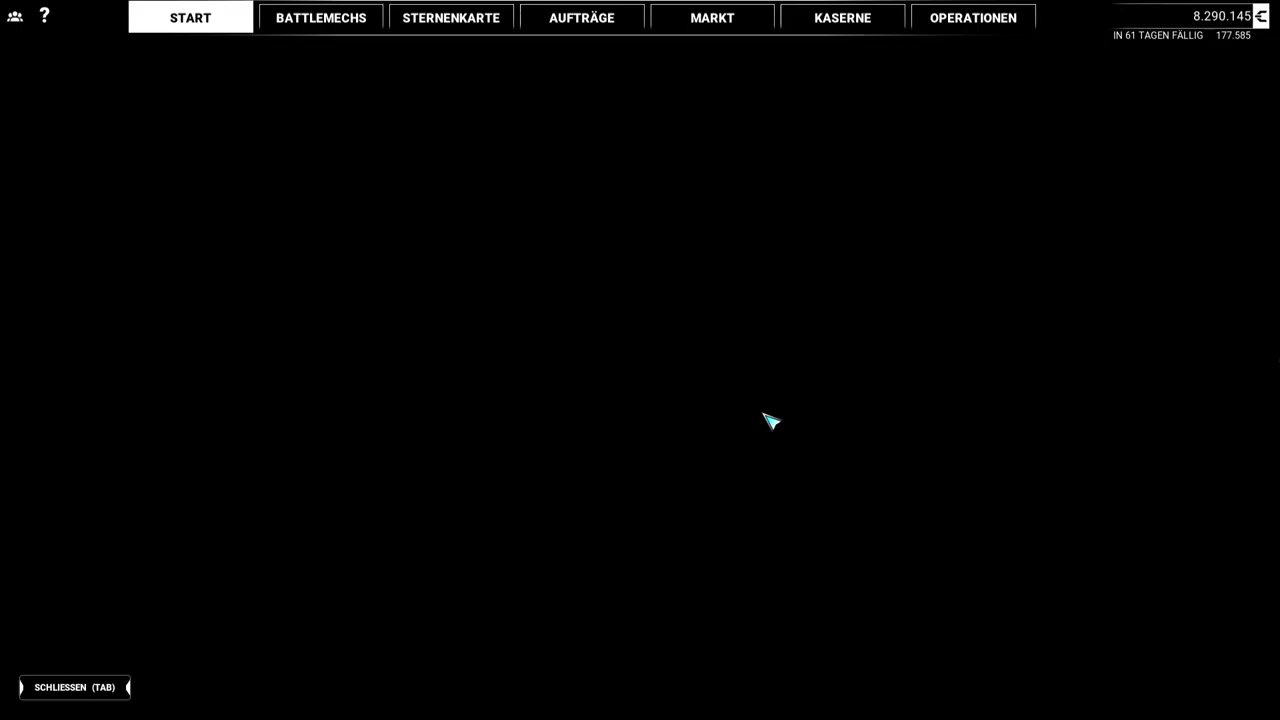 ?
START
BATTLEMECHS
STERNENKARTE
AUFTRÄGE
MARKT
KASERNE
OPERATIONEN
8.290.145
IN 61 TAGEN FÄLLIG 177.585
SCHLIESSEN (TAB)